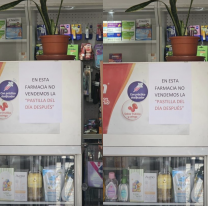 EN ESTA
FARMACIA NO
VENDEMOS LA
"PASTILLA DEL
DÍA DESPUÉS"
EN ESTA
FARMACIA NO
VENDEMOS LA
"PASTILLA DEL
DÍA DESPUÉS"